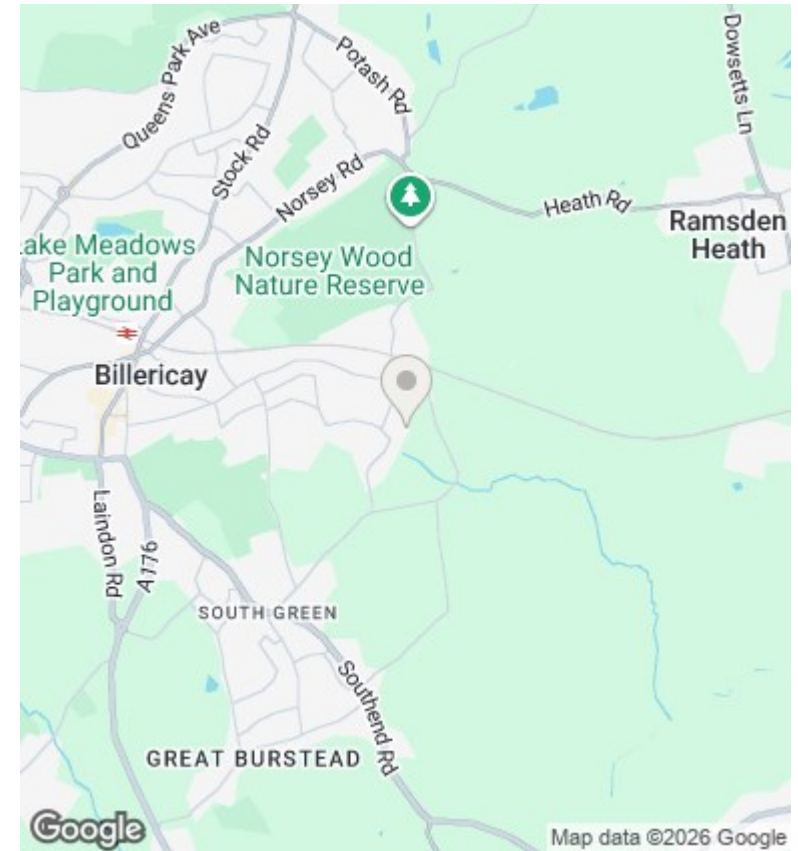 Queens Park Ave
Potash Rd
Dowsetts Ln
Stock Rd
Norsey Rd
Heath Rd
Ramsden
Heath
Lake Meadows
Park and
Playground
Norsey Wood
Nature Reserve
Billericay
Laindon Rd
A176
SOUTH GREEN
Southend Rd
GREAT BURSTEAD
Google
Map data ©2026 Google